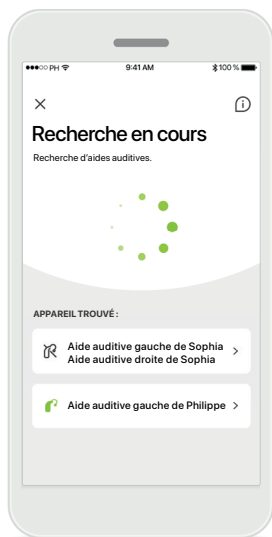 PH 9:41 AM 100 %
Recherche en cours
Recherche d'aides auditives.
APPAREIL TROUVÉ :
Aide auditive gauche de Sophia
Aide auditive droite de Sophia
Aide auditive gauche de Philippe